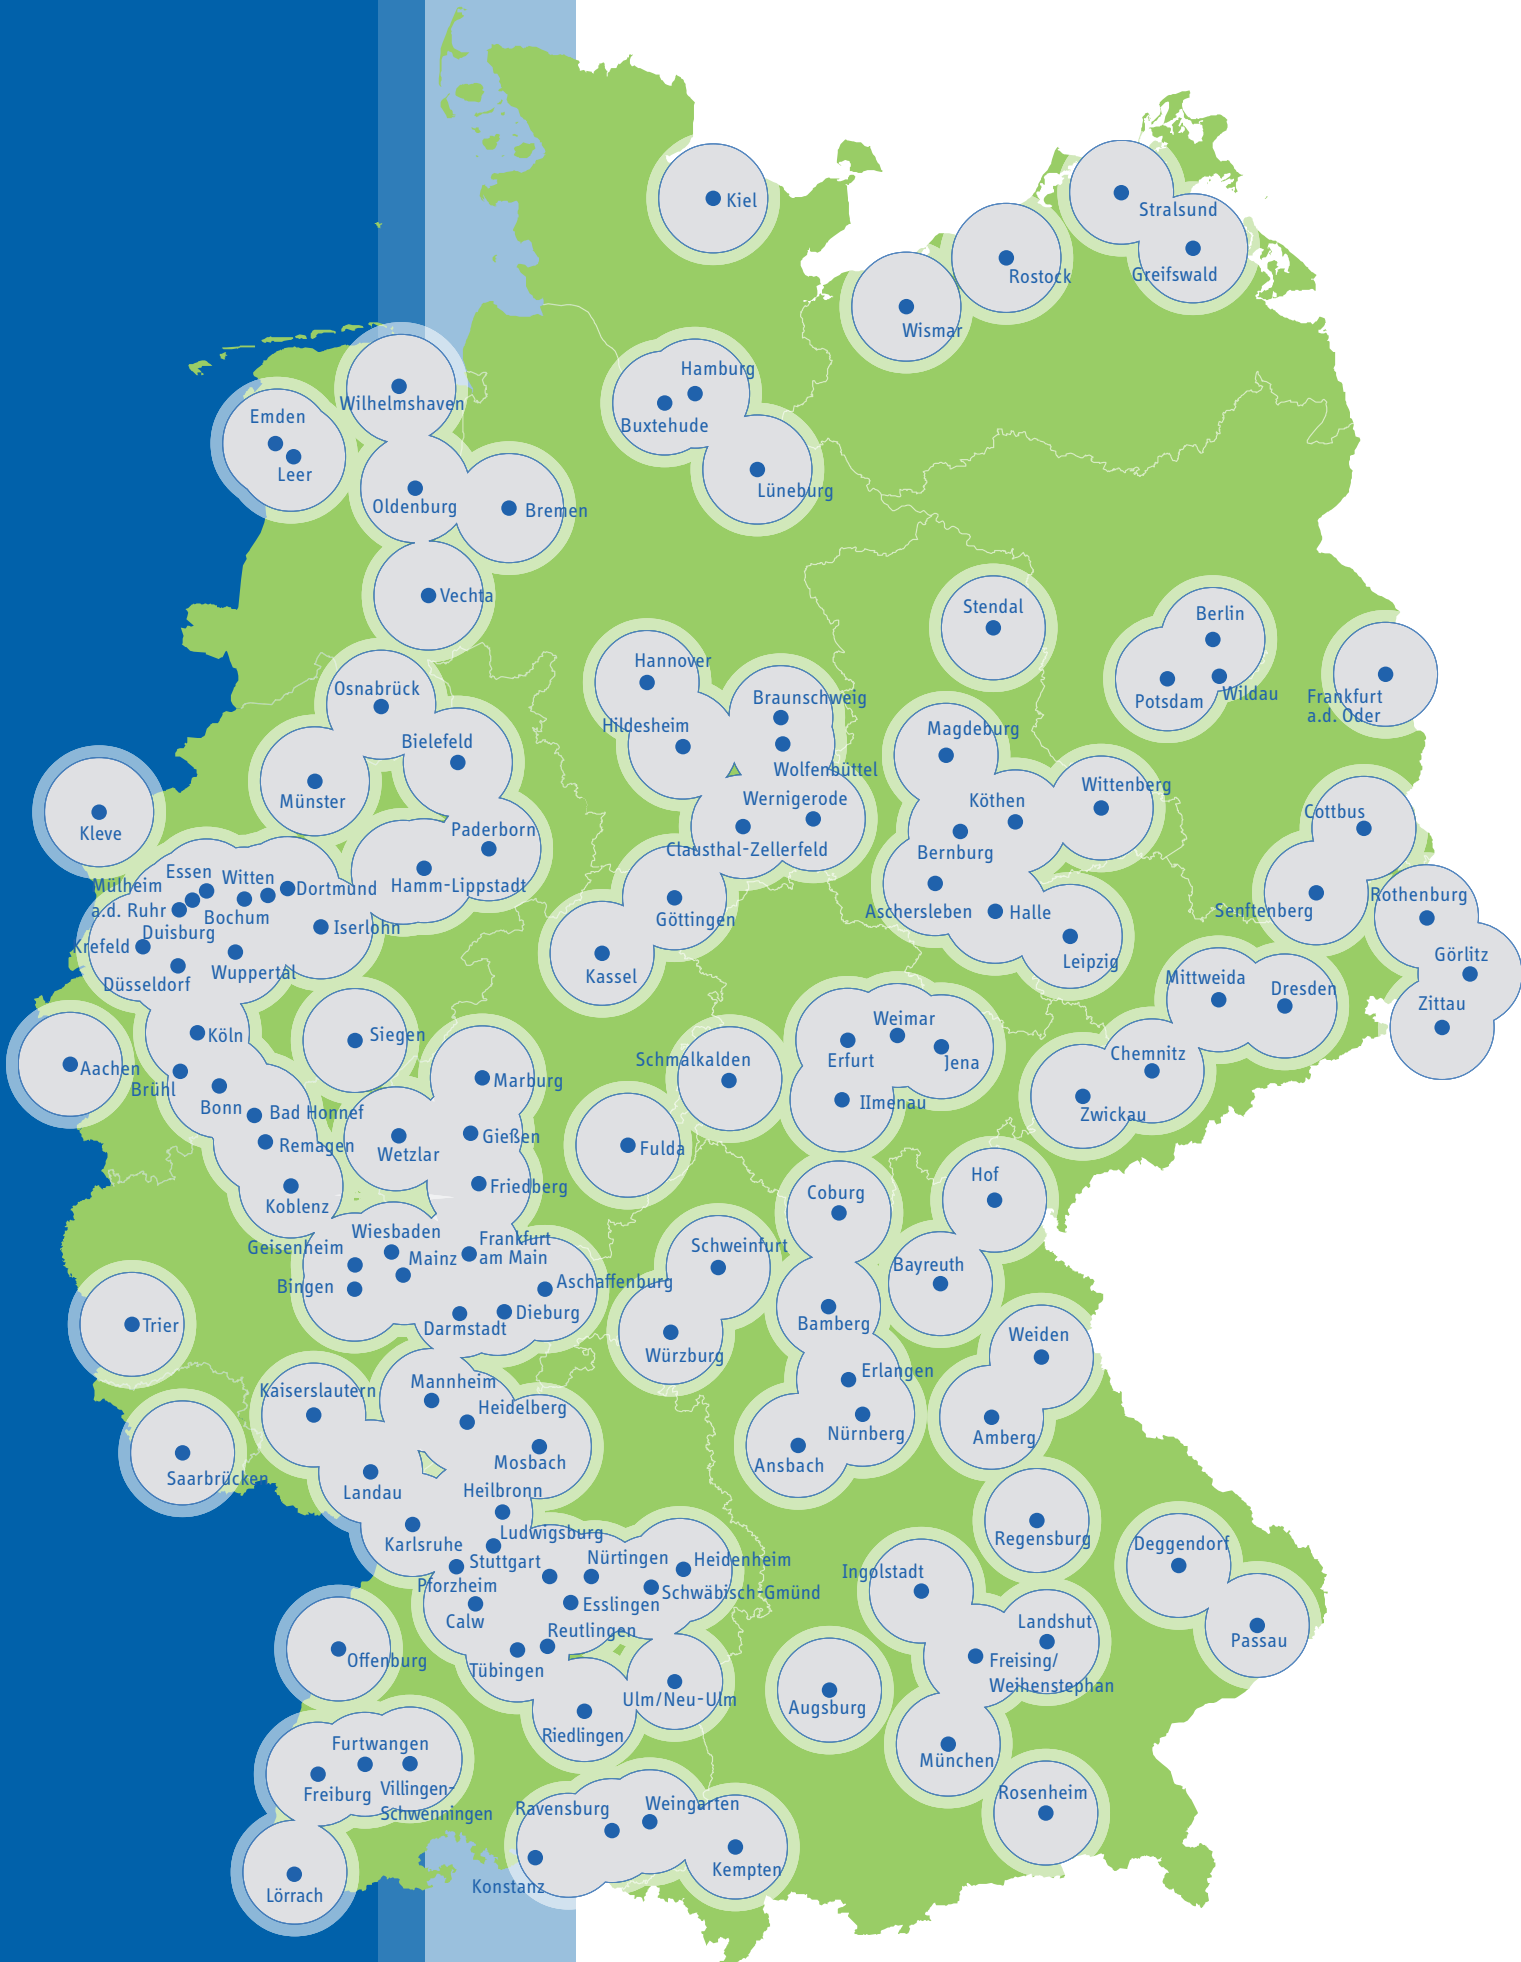 Kiel
Stralsund
Greifswald
Rostock
Wismar
Hamburg
Buxtehude
Lüneburg
Wilhelmshaven
Emden
Leer
Oldenburg
Bremen
Vechta
Stendal
Berlin
Potsdam
Wildau
Frankfurt
a.d. Oder
Hannover
Hildesheim
Braunschweig
Wolfenbüttel
Wernigerode
Clausthal-Zellerfeld
Göttingen
Kassel
Osnabrück
Bielefeld
Münster
Paderborn
Hamm-Lippstadt
Kleve
Magdeburg
Wittenberg
Köthen
Bernburg
Aschersleben
Halle
Leipzig
Cottbus
Senftenberg
Rothenburg
Görlitz
Zittau
Mittweida
Dresden
Chemnitz
Zwickau
Essen
Witten
Mülheim
a.d. Ruhr
Dortmund
Bochum
Duisburg
Iserlohn
Krefeld
Wuppertal
Düsseldorf
Köln
Siegen
Aachen
Brühl
Bonn
Bad Honnef
Remagen
Koblenz
Marburg
Gießen
Wetzlar
Friedberg
Fulda
Schmalkalden
Weimar
Erfurt
Jena
IImenau
Hof
Coburg
Schweinfurt
Bayreuth
Bamberg
Würzburg
Weiden
Erlangen
Nürnberg
Ansbach
Amberg
Wiesbaden
Geisenheim
Mainz
Frankfurt
am Main
Bingen
Aschaffenburg
Dieburg
Darmstadt
Trier
Kaiserslautern
Saarbrücken
Mannheim
Heidelberg
Mosbach
Landau
Heilbronn
Karlsruhe
Ludwigsburg
Stuttgart
Pforzheim
Calw
Nürtingen
Heidenheim
Schwäbisch-Gmünd
Esslingen
Reutlingen
Tübingen
Ulm/Neu-Ulm
Riedlingen
Offenburg
Regensburg
Deggendorf
Passau
Ingolstadt
Landshut
Freising/
Weihenstephan
Augsburg
München
Rosenheim
Furtwangen
Freiburg
Villingen-
Schwenningen
Lörrach
Ravensburg
Weingarten
Konstanz
Kempten